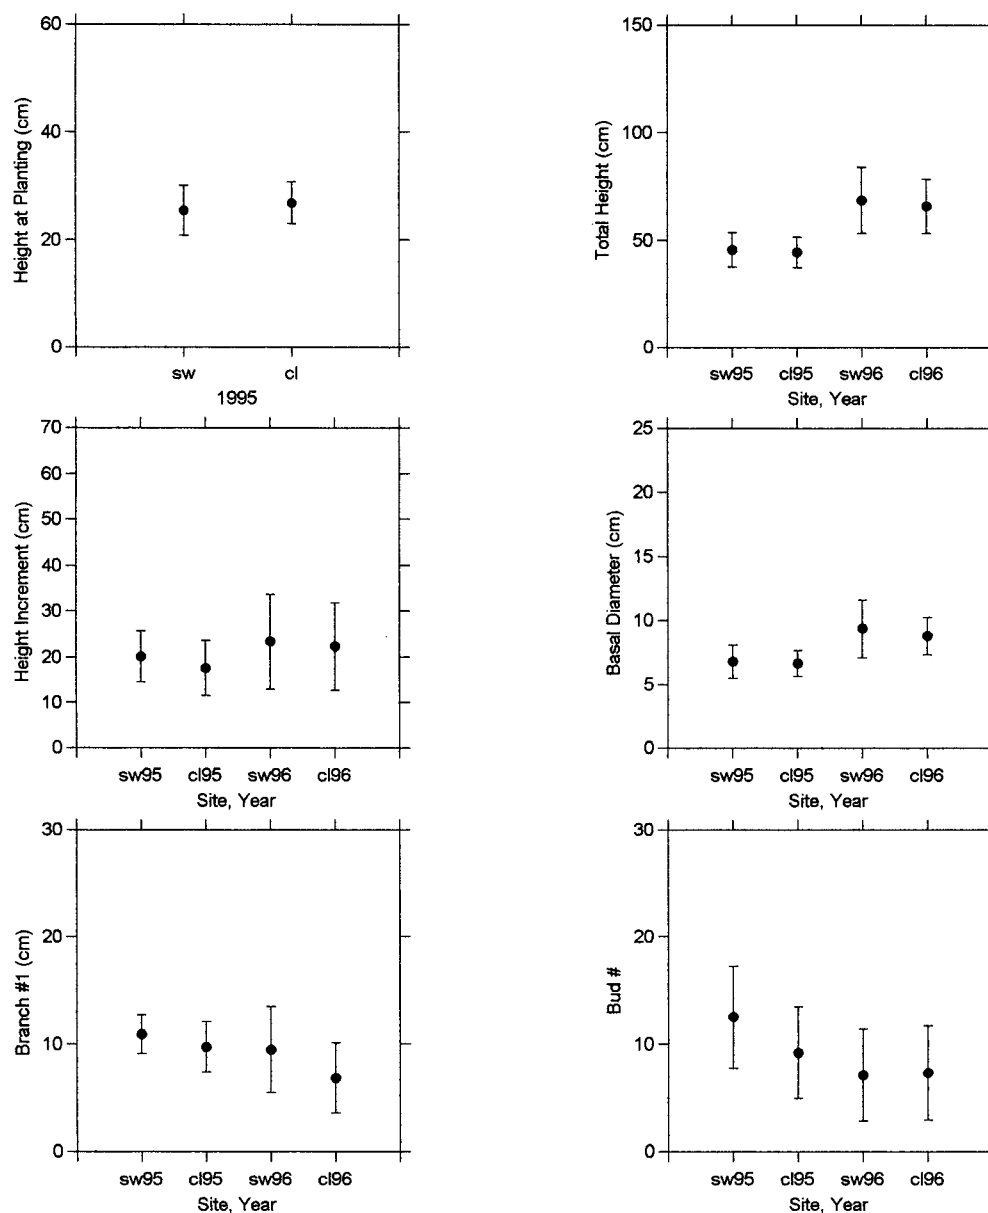 Height at Planting (cm)
60
40
20
0
sw cl
1995
Total Height (cm)
150
100
50
0
sw95 cl95 sw96 cl96
Site, Year
Height Increment (cm)
70
60
50
40
30
20
10
0
sw95 cl95 sw96 cl96
Site, Year
Basal Diameter (cm)
25
20
15
10
5
0
sw95 cl95 sw96 cl96
Site, Year
Branch #1 (cm)
30
20
10
0
sw95 cl95 sw96 cl96
Site, Year
Bud #
30
20
10
0
sw95 cl95 sw96 cl96
Site, Year